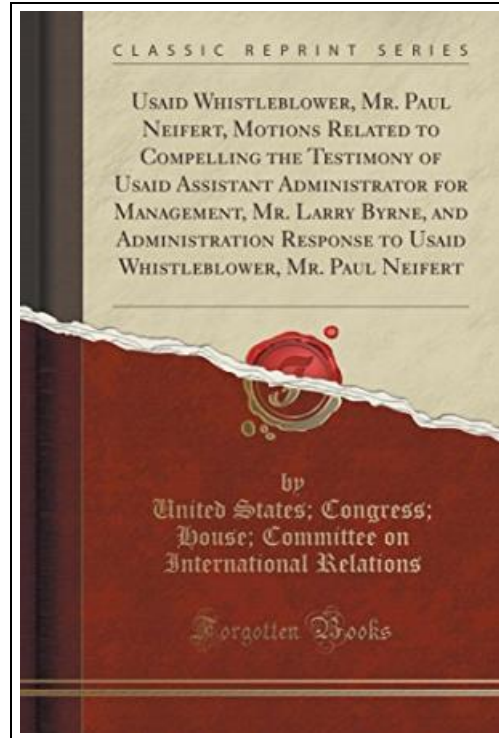 CLASSIC REPRINT SERIES
USAID WHISTLEBLOWER, MR. PAUL
NEIFERT, MOTIONS RELATED TO
COMPELLING THE TESTIMONY OF
USAID ASSISTANT ADMINISTRATOR FOR
MANAGEMENT, MR. LARRY BYRNE, AND
ADMINISTRATION RESPONSE TO USAID
WHISTLEBLOWER, MR. PAUL NEIFERT
by
United States; Congress;
House; Committee on
International Relations
Forgotten Books